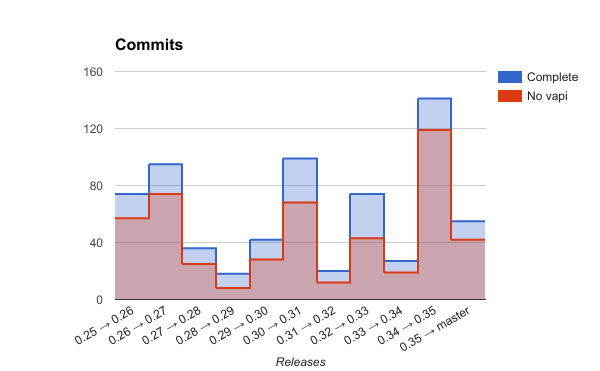 Commits
160
120
80
40
0
Complete
No vapi
0.25 → 0.26
0.26 → 0.27
0.27 → 0.28
0.28 → 0.29
0.29 → 0.30
0.30 → 0.31
0.31 → 0.32
0.32 → 0.33
0.33 → 0.34
0.34 → 0.35
0.35 → master
Releases